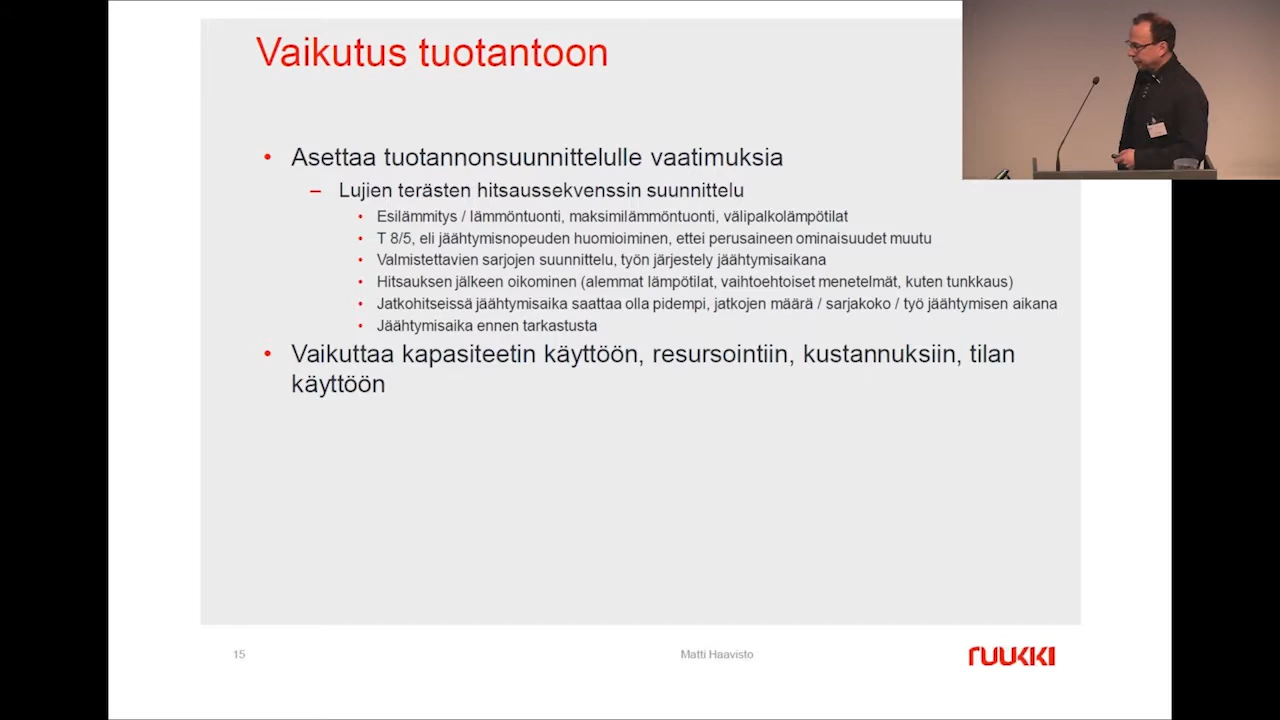 Vaikutus tuotantoon
• Asettaa tuotannonsuunnittelulle vaatimuksia
– Lujien terästen hitsaussekvenssin suunnittelu
• Esilämmitys / lämmöntuonti, maksimilämmöntuonti, välipalkolämpötilat
• T 8/5, eli jäähtymisnopeuden huomioiminen, ettei perusaineen ominaisuudet muutu
• Valmistettavien sarjojen suunnittelu, työn järjestely jäähtymisaikana
• Hitsauksen jälkeen oikominen (alemmat lämpötilat, vaihtoehtoiset menetelmät, kuten tunkkaus)
• Jatkohitseissä jäähtymisaika saattaa olla pidempi, jatkojen määrä / sarjakoko / työ jäähtymisen aikana
• Jäähtymisaika ennen tarkastusta
• Vaikuttaa kapasiteetin käyttöön, resursointiin, kustannuksiin, tilan
käyttöön
15
Matti Haavisto
RUUKKI